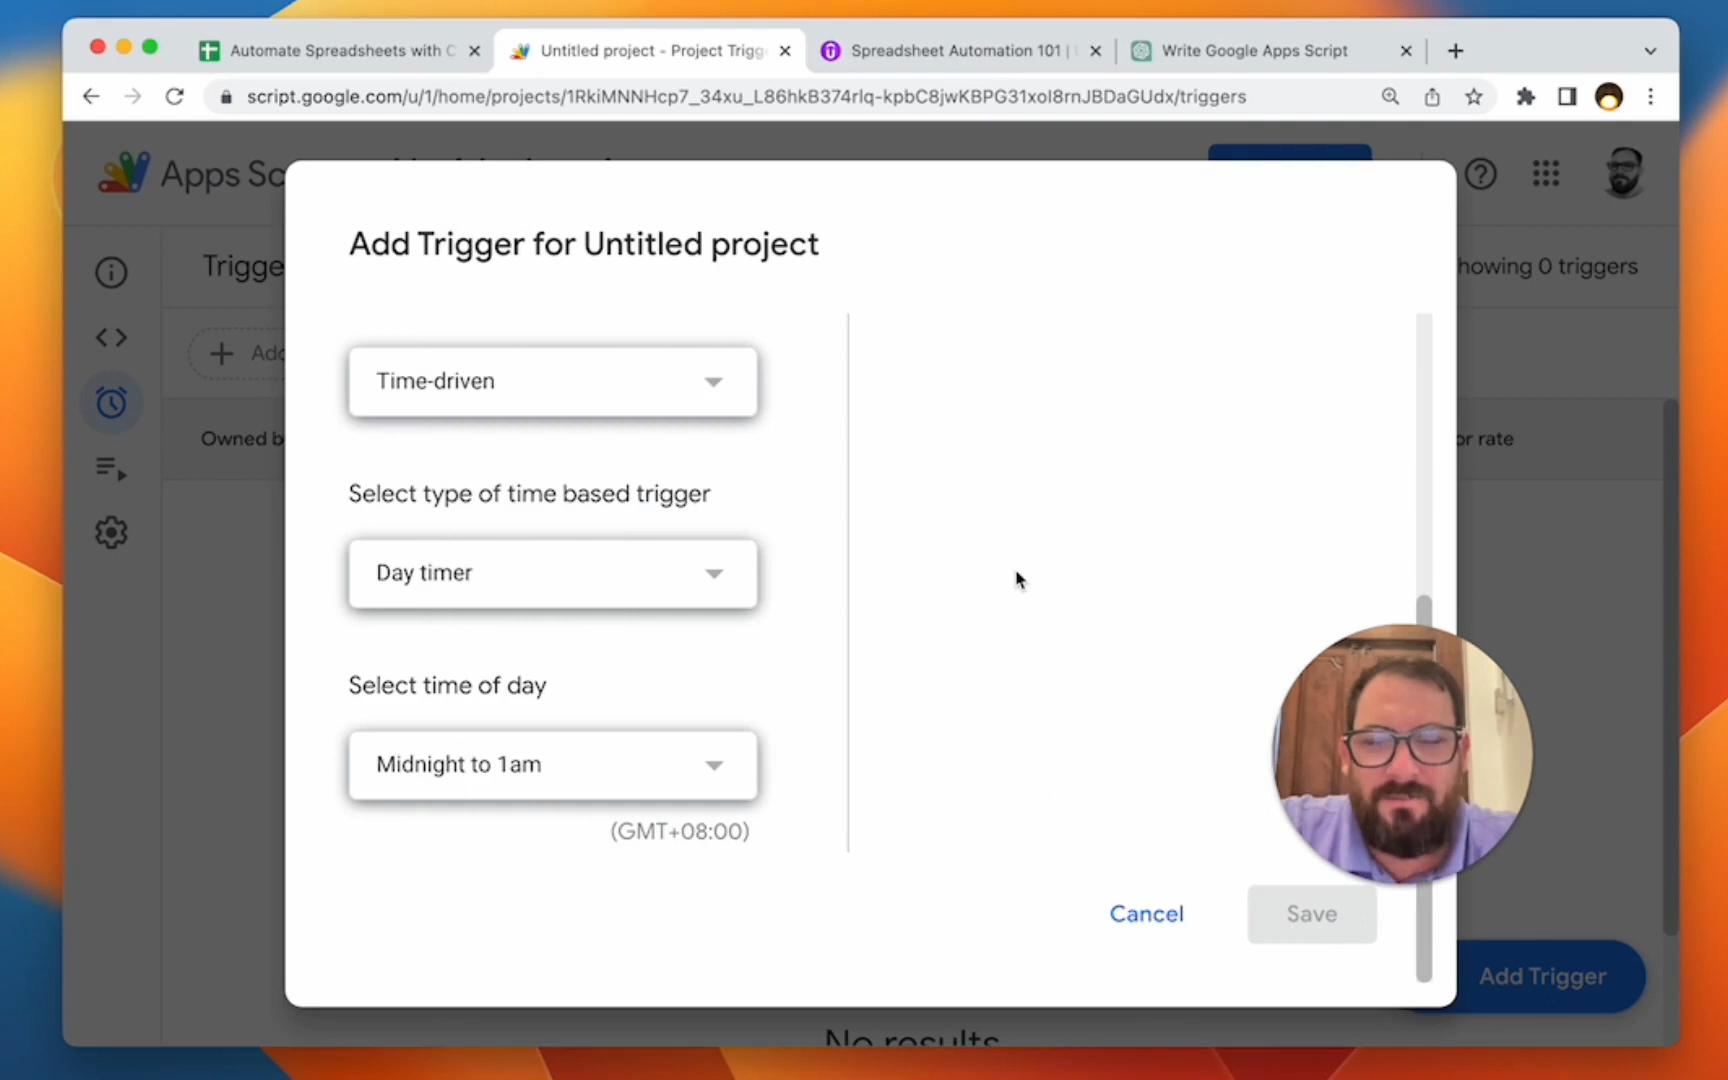 Automate Spreadsheets with C
Untitled project - Project Trigg
Spreadsheet Automation 101 |
Write Google Apps Script
script.google.com/u/1/home/projects/1RkiMNNHcp7_34xu_L86hkB374rlq-kpbC8jwKBPG31xol8rnJBDaGUdx/triggers
Apps Sc
Add Trigger for Untitled project
Trigge
howing 0 triggers
Add
Time-driven
Owned b
or rate
Select type of time based trigger
Day timer
Select time of day
Midnight to 1am
(GMT+08:00)
Cancel
Save
Add Trigger
No results